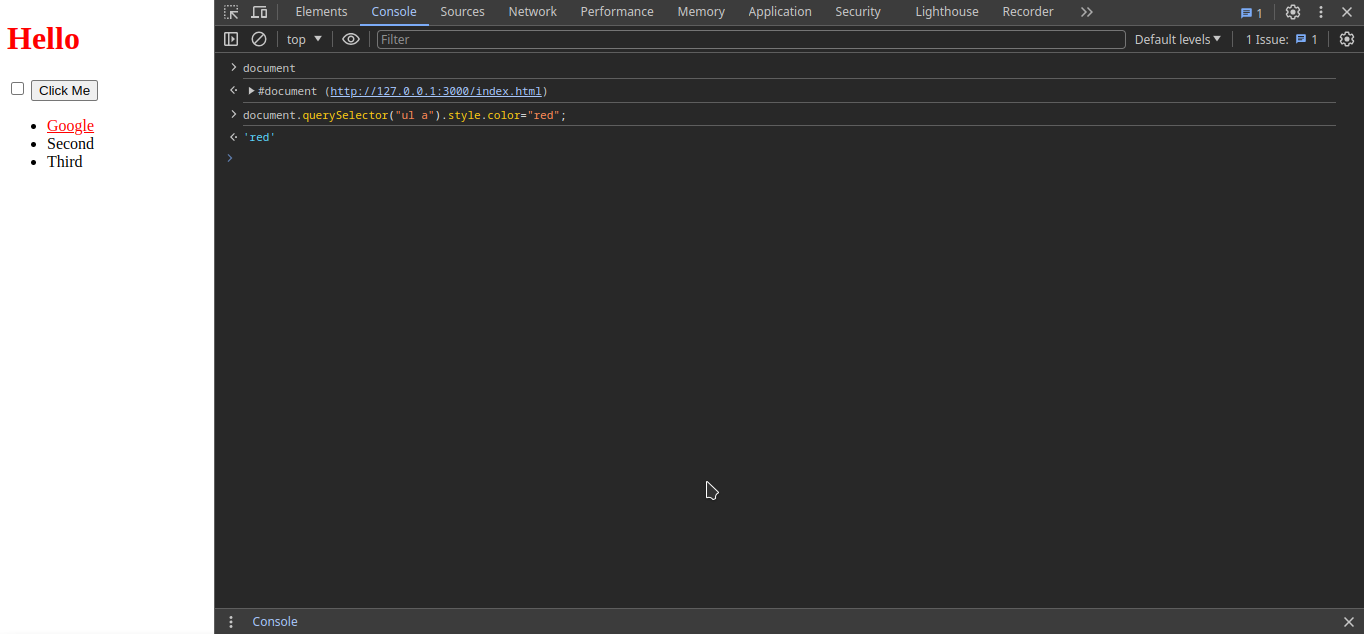 Hello
Click Me
Google
Second
Third
Elements Console Sources Network Performance Memory Application Security Lighthouse Recorder 1
top Filter Default levels 1 Issue: 1
document
#document (http://127.0.0.1:3000/index.html)
document.querySelector("ul a").style.color="red";
'red'
Console